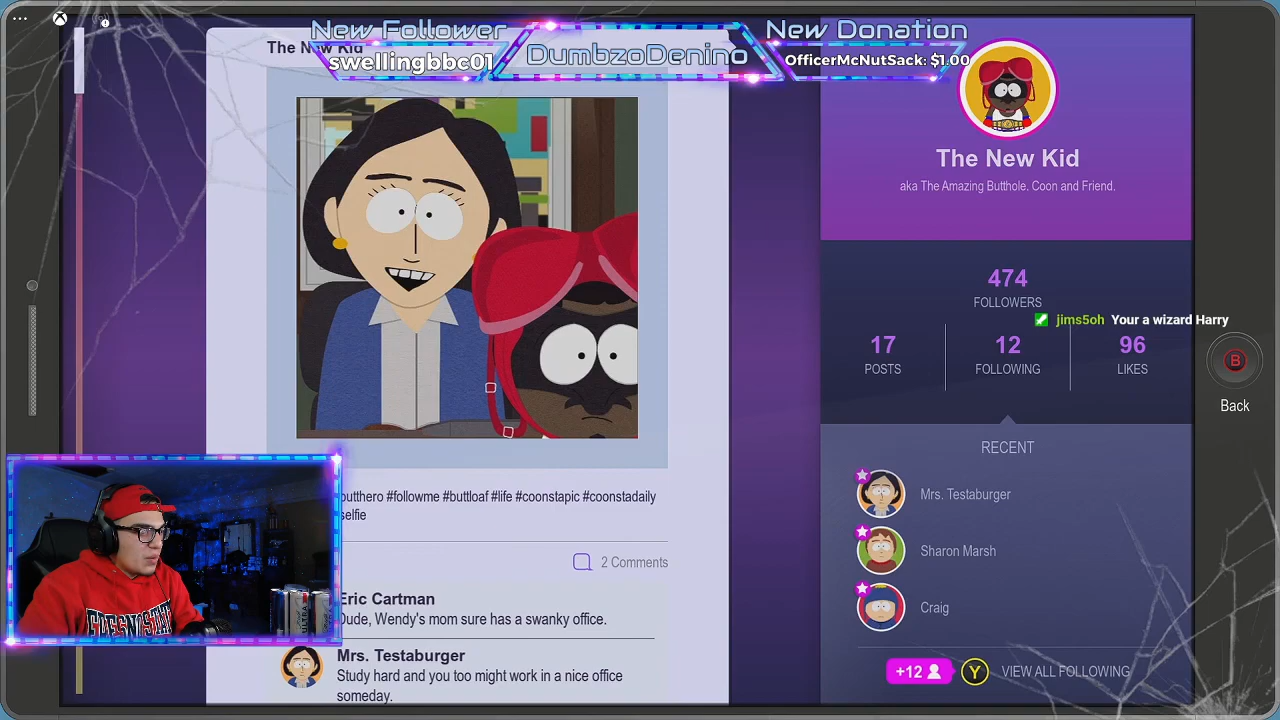 New Follower
swellingbbc01
DumbzoDenino
New Donation
OfficerMcNutSack: $1.00
The New Kid
#followme #buttloaf #life #coonstapic #coonstadaily
2 Comments
Eric Cartman
Dude, Wendy's mom sure has a swanky office.
Mrs. Testaburger
Study hard and you too might work in a nice office
someday.
The New Kid
aka The Amazing Butthole. Coon and Friend.
474
FOLLOWERS
jims5oh Your a wizard Harry
17
POSTS
12
FOLLOWING
96
LIKES
B
Back
RECENT
Mrs. Testaburger
Sharon Marsh
Craig
+12
Y
VIEW ALL FOLLOWING